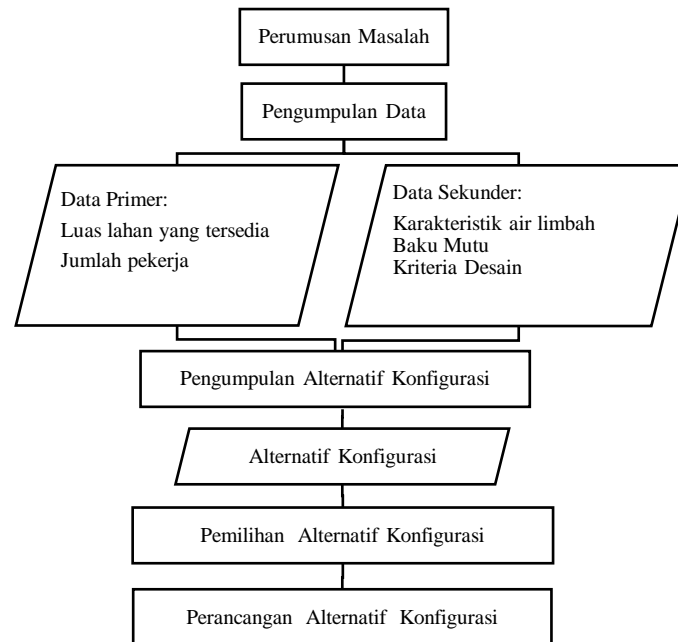 Perumusan Masalah
Pengumpulan Data
Data Primer:
Luas lahan yang tersedia
Jumlah pekerja
Data Sekunder:
Karakteristik air limbah
Baku Mutu
Kriteria Desain
Pengumpulan Alternatif Konfigurasi
Alternatif Konfigurasi
Pemilihan Alternatif Konfigurasi
Perancangan Alternatif Konfigurasi